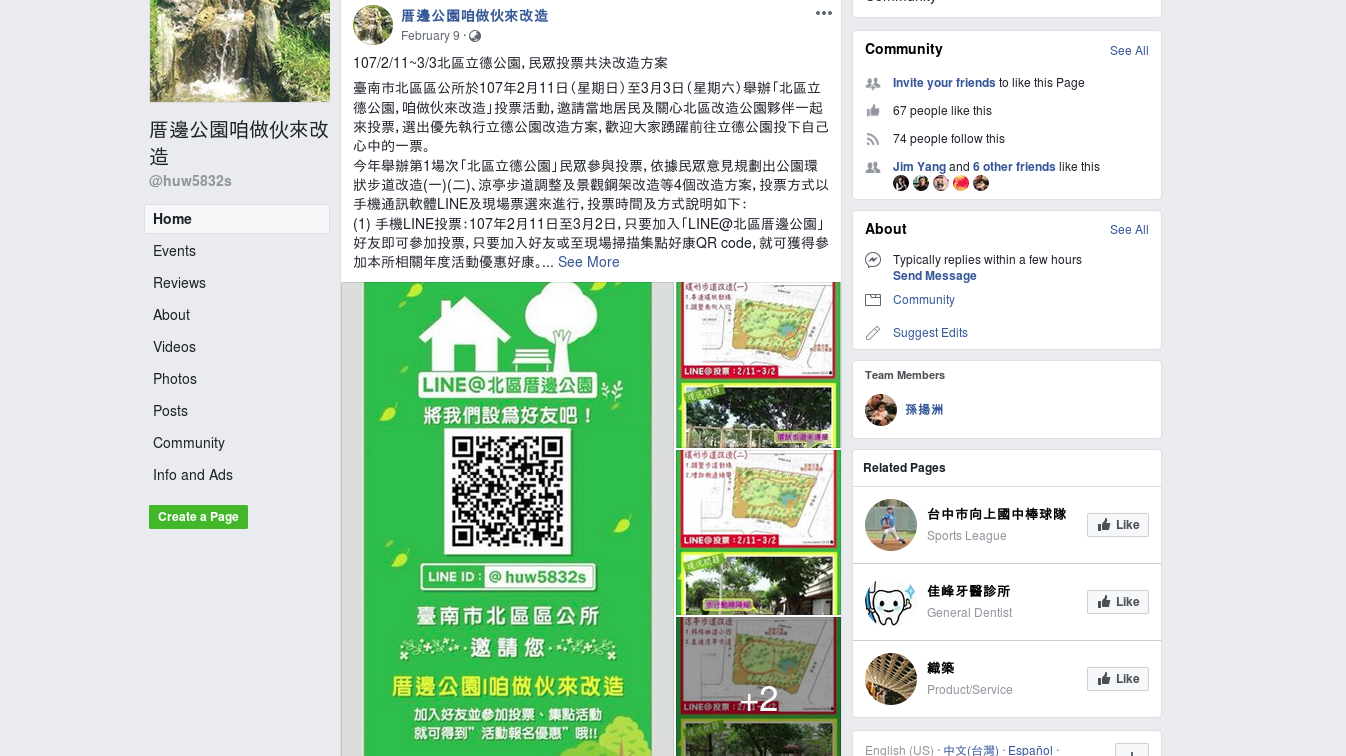 厝邊公園咱做伙來改
造
@huw5832s
Home
Events
Reviews
About
Videos
Photos
Posts
Community
Info and Ads
Create a Page
厝邊公園咱做伙來改造
February 9 ·
107/2/11~3/3北區立德公園，民眾投票共決改造方案
臺南市北區區公所於107年2月11日（星期日）至3月3日（星期六）舉辦「北區立
德公園，咱做伙來改造」投票活動，邀請當地居民及關心北區改造公園夥伴一起
來投票，選出優先執行立德公園改造方案，歡迎大家踴躍前往立德公園投下自己
心中的一票。
今年舉辦第1場次「北區立德公園」民眾參與投票，依據民眾意見規劃出公園環
狀步道改造(一)(二)、涼亭步道調整及景觀鋼架改造等4個改造方案，投票方式以
手機通訊軟體LINE及現場票選來進行，投票時間及方式說明如下：
(1) 手機LINE投票：107年2月11日至3月2日，只要加入「LINE@北區厝邊公園」
好友即可參加投票，只要加入好友或至現場掃描集點好康QR code，就可獲得參
加本所相關年度活動優惠好康。... See More
LINE@北區厝邊公園
將我們設為好友吧！
LINE ID： @huw5832s
臺南市北區區公所
邀請您
厝邊公園|咱做伙來改造
加入好友並參加投票、集點活動
就可得到”活動報名優惠”哦!!
環形步道改造(一)
LINE@投票：2/11-3/2
環形步道改造(二)
LINE@投票：2/11-3/2
+2
Community
Community
See All
Invite your friends to like this Page
67 people like this
74 people follow this
Jim Yang and 6 other friends like this
About
See All
Typically replies within a few hours
Send Message
Community
Suggest Edits
Team Members
孫揚洲
Related Pages
台中市向上國中棒球隊
Sports League
Like
佳峰牙醫診所
General Dentist
Like
織築
Product/Service
Like
English (US) · 中文(台灣) · Español ·